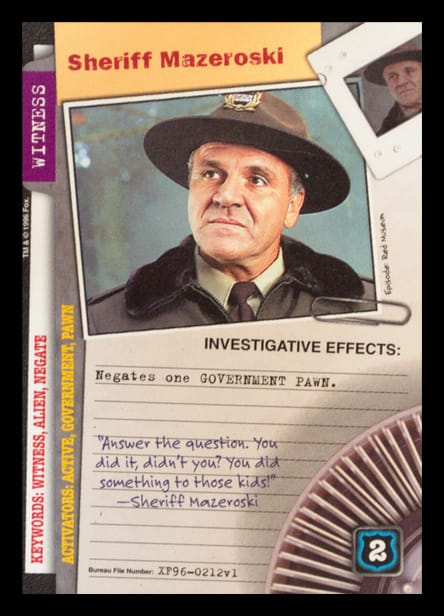 Sheriff Mazeroski
WITNESS
TM & © 1996 Fox.
Episode: Red Museum
KEYWORDS: WITNESS, ALIEN, NEGATE
ACTIVATORS: ACTIVE, GOVERNMENT, PAWN
INVESTIGATIVE EFFECTS:
Negates one GOVERNMENT PAWN.
"Answer the question. You
did it, didn't you? You did
something to those kids!"
—Sheriff Mazeroski
2
Bureau File Number: XF96-0212v1